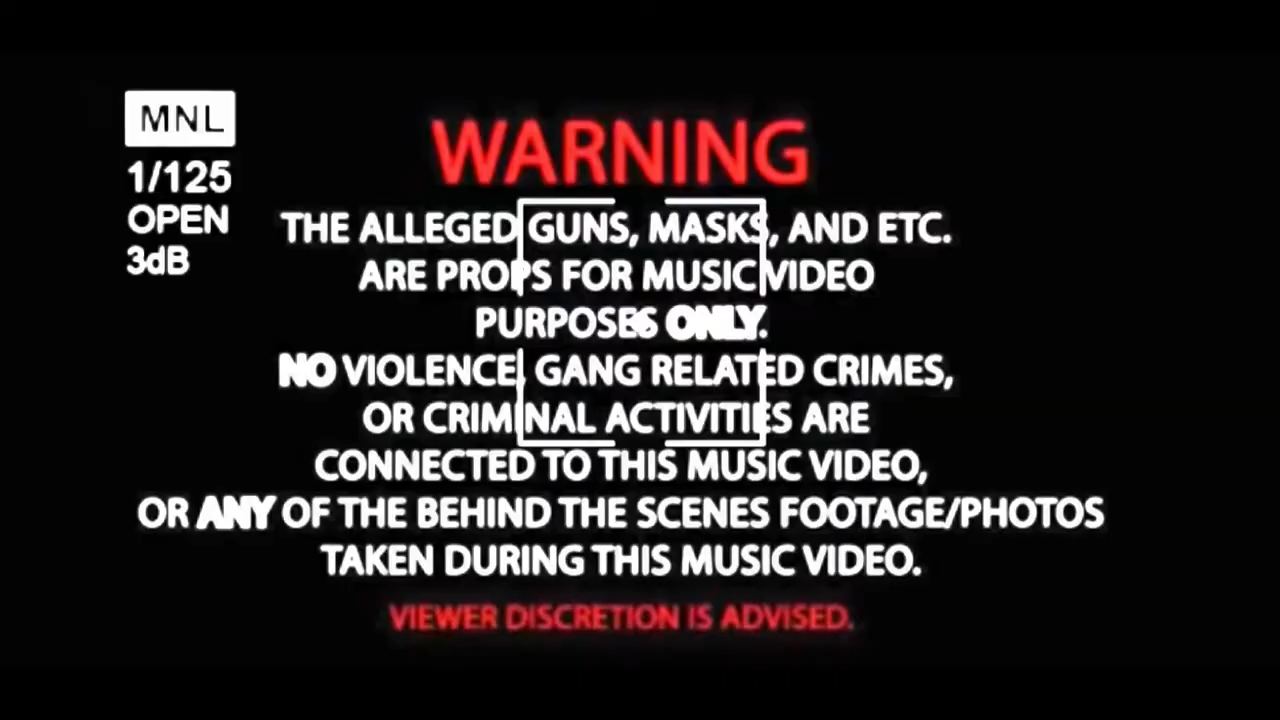 MNL
1/125
OPEN
3dB
WARNING
THE ALLEGED GUNS, MASKS, AND ETC.
ARE PROPS FOR MUSIC VIDEO
PURPOSES ONLY.
NO VIOLENCE, GANG RELATED CRIMES,
OR CRIMINAL ACTIVITIES ARE
CONNECTED TO THIS MUSIC VIDEO,
OR ANY OF THE BEHIND THE SCENES FOOTAGE/PHOTOS
TAKEN DURING THIS MUSIC VIDEO.
VIEWER DISCRETION IS ADVISED.